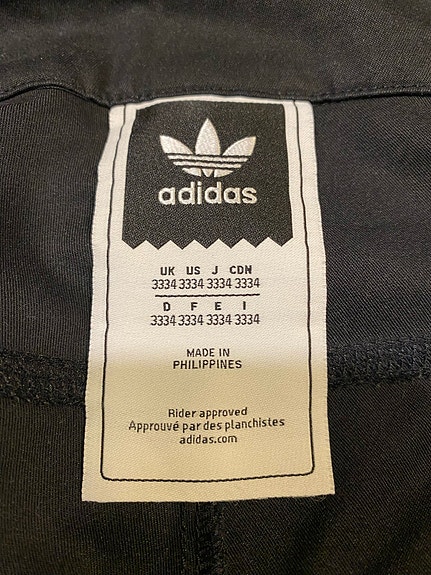 adidas
UK US J CDN
3334 3334 3334 3334
D F E I
3334 3334 3334 3334
MADE IN
PHILIPPINES
Rider approved
Approuvé par des planchistes
adidas.com